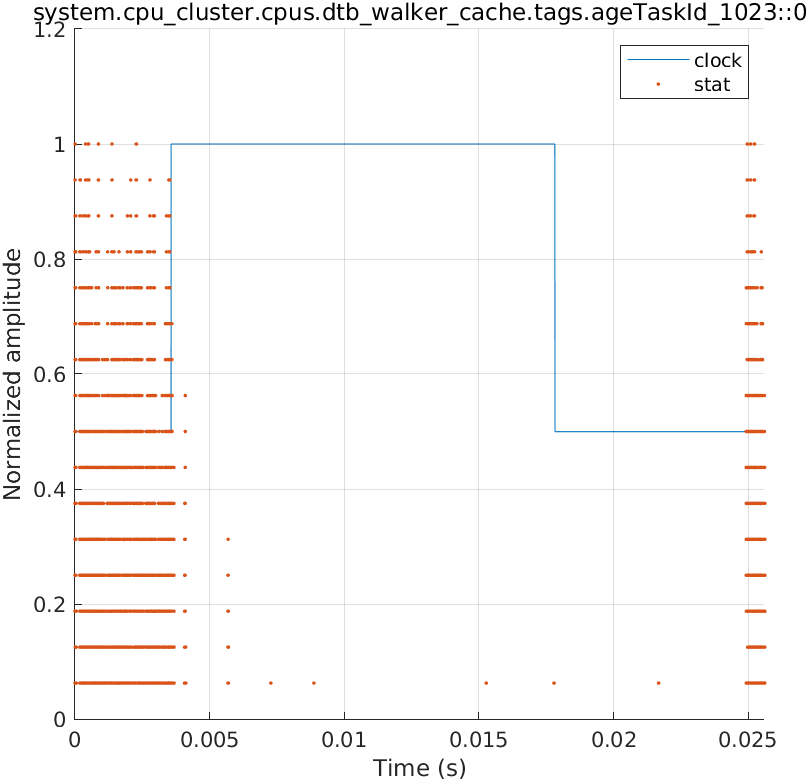 system.cpu_cluster.cpus.dtb_walker_cache.tags.ageTaskId_1023::0
1.2
clock
stat
1
0.8
0.6
0.4
0.2
0
Normalized amplitude
0 0.005 0.01 0.015 0.02 0.025
Time (s)